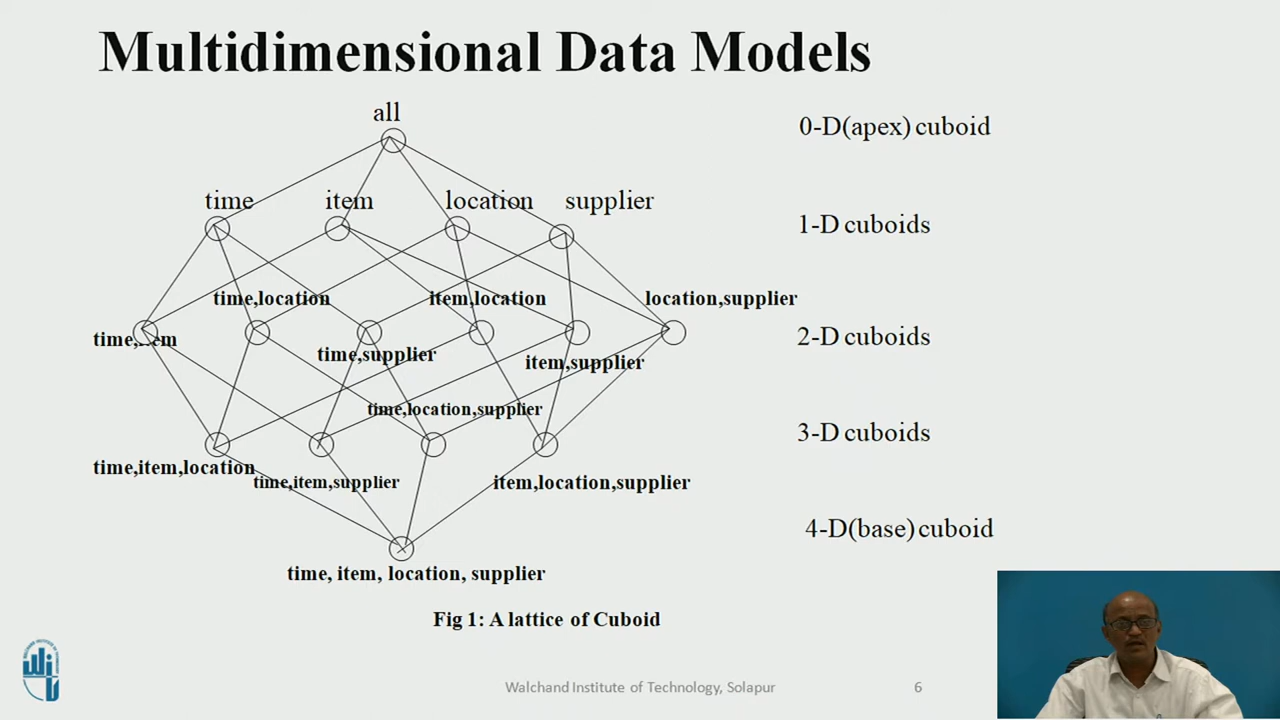 Multidimensional Data Models
all
0-D(apex) cuboid
time item location supplier
1-D cuboids
time,location item,location location,supplier
time,item
time,supplier
item,supplier
2-D cuboids
time,location,supplier
3-D cuboids
time,item,location
time,item,supplier
item,location,supplier
4-D(base) cuboid
time, item, location, supplier
Fig 1: A lattice of Cuboid
Walchand Institute of Technology, Solapur 6